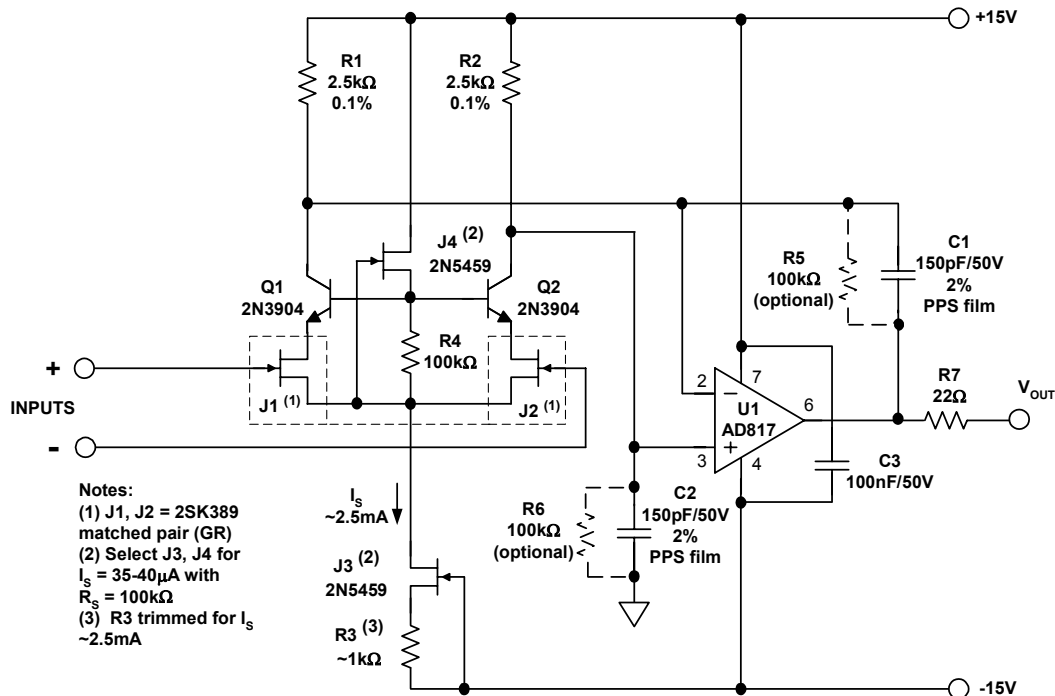 +15V
R1
2.5kΩ
0.1%
R2
2.5kΩ
0.1%
J4 (2)
2N5459
Q1
2N3904
Q2
2N3904
R4
100kΩ
R5
100kΩ
(optional)
C1
150pF/50V
2%
PPS film
+
INPUTS
-
J1 (1)
J2 (1)
2
3
7
4
6
−
+
U1
AD817
R7
22Ω
VOUT
C3
100nF/50V
IS
~2.5mA
R6
100kΩ
(optional)
C2
150pF/50V
2%
PPS film
J3 (2)
2N5459
R3 (3)
~1kΩ
-15V
Notes:
(1) J1, J2 = 2SK389
matched pair (GR)
(2) Select J3, J4 for
IS = 35-40μA with
RS = 100kΩ
(3) R3 trimmed for IS
~2.5mA